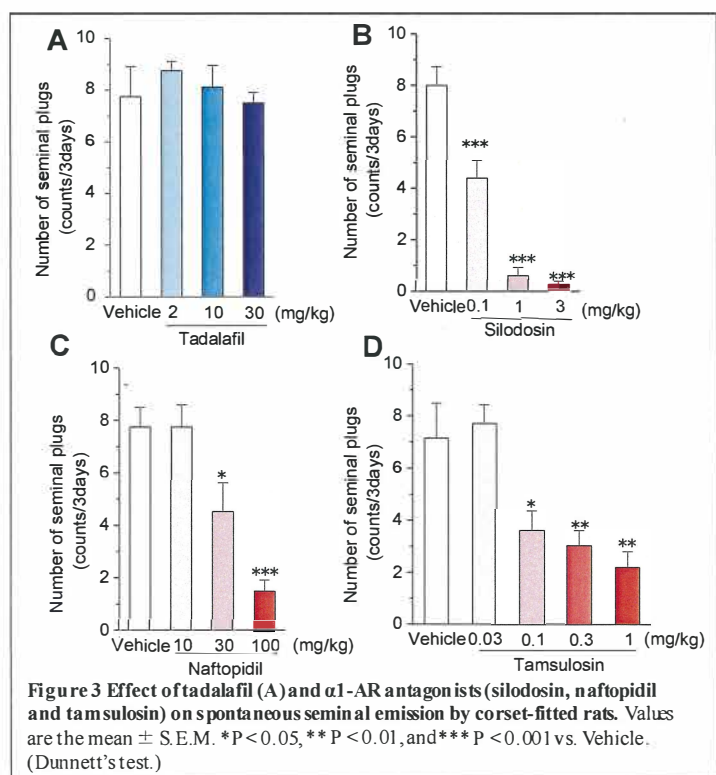 A
Number of seminal plugs
(counts/3days)
10
8
6
4
2
0
Vehicle 2 10 30 (mg/kg)
Tadalafil
B
Number of seminal plugs
(counts/3days)
10
8
6
4
2
0
***
***
***
Vehicle 0.1 1 3 (mg/kg)
Silodosin
C
Number of seminal plugs
(counts/3days)
10
8
6
4
2
0
*
***
Vehicle 10 30 100 (mg/kg)
Naftopidil
D
Number of seminal plugs
(counts/3days)
10
8
6
4
2
0
*
**
**
Vehicle 0.03 0.1 0.3 1 (mg/kg)
Tamsulosin
Figure 3 Effect of tadalafil (A) and α1-AR antagonists (silodosin, naftopidil
and tamsulosin) on spontaneous seminal emission by corset-fitted rats. Values
are the mean ± S.E.M. *P < 0.05, ** P < 0.01, and *** P < 0.001 vs. Vehicle.
(Dunnett's test.)